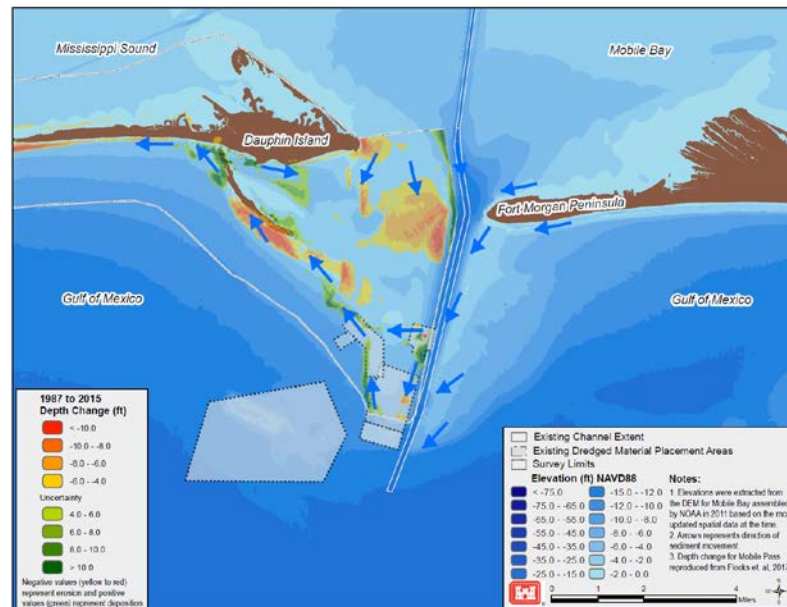 Mississippi Sound
Mobile Bay
Dauphin Island
Fort Morgan Peninsula
Gulf of Mexico
Gulf of Mexico
1987 to 2015
Depth Change (ft)
< -10.0
-10.0 - -8.0
-8.0 - -6.0
-6.0 - -4.0
Uncertainty
4.0 - 6.0
6.0 - 8.0
8.0 - 10.0
> 10.0
Negative values (yellow to red)
represent erosion and positive
values (green) represent deposition
Existing Channel Extent
Existing Dredged Material Placement Areas
Survey Limits
Elevation (ft) NAVD88
< -75.0
-75.0 - -65.0
-65.0 - -55.0
-55.0 - -45.0
-45.0 - -35.0
-35.0 - -25.0
-25.0 - -15.0
-15.0 - -12.0
-12.0 - -10.0
-10.0 - -8.0
-8.0 - -6.0
-6.0 - -4.0
-4.0 - -2.0
-2.0 - 0.0
Notes:
1. Elevations were extracted from
the DEM for Mobile Bay assembled
by NOAA in 2011 based on the mo
updated spatial data at the time.
2. Arrows represents direction of
sediment movement.
3. Depth change for Mobile Pass
reproduced from Flocks et. al, 201
0 1 2 4
Miles